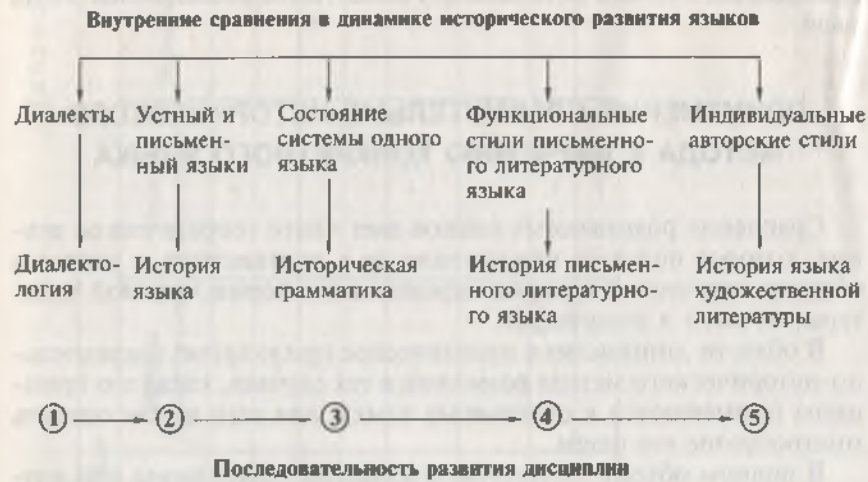 Внутренние сравнения в динамике исторического развития языков
Диалекты
Устный и
письмен-
ный языки
Состояние
системы одного
языка
Функциональные
стили письменно-
го литературного
языка
Индивидуальные
авторские стили
Диалекто-
логия
История
языка
Историческая
грамматика
История письмен-
ного литературно-
го языка
История языка
художественной
литературы
1 2 3 4 5
Последовательность развития дисциплин